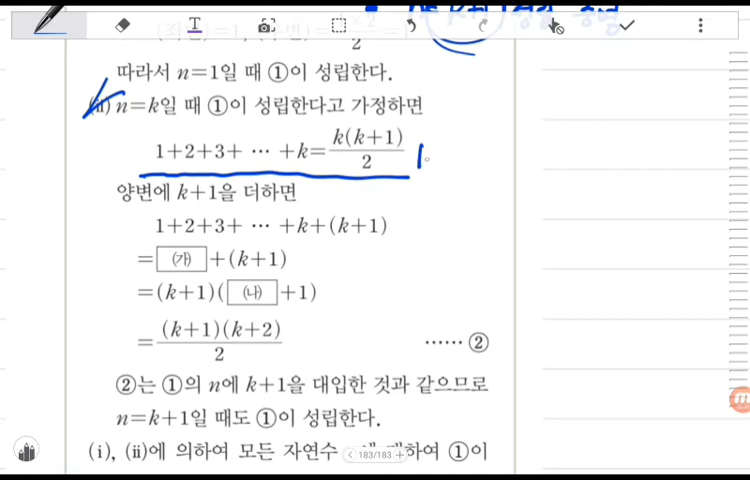 2
따라서 n=1일 때 ①이 성립한다.
(ii) n=k일 때 ①이 성립한다고 가정하면
1+2+3+ ⋯ +k=k(k+1)/2
양변에 k+1을 더하면
1+2+3+ ⋯ +k+(k+1)
= (가) +(k+1)
=(k+1)( (나) +1)
=(k+1)(k+2)/2 ⋯⋯ ②
②는 ①의 n에 k+1을 대입한 것과 같으므로
n=k+1일 때도 ①이 성립한다.
(i), (ii)에 의하여 모든 자연수 대하여 ①이
183/183